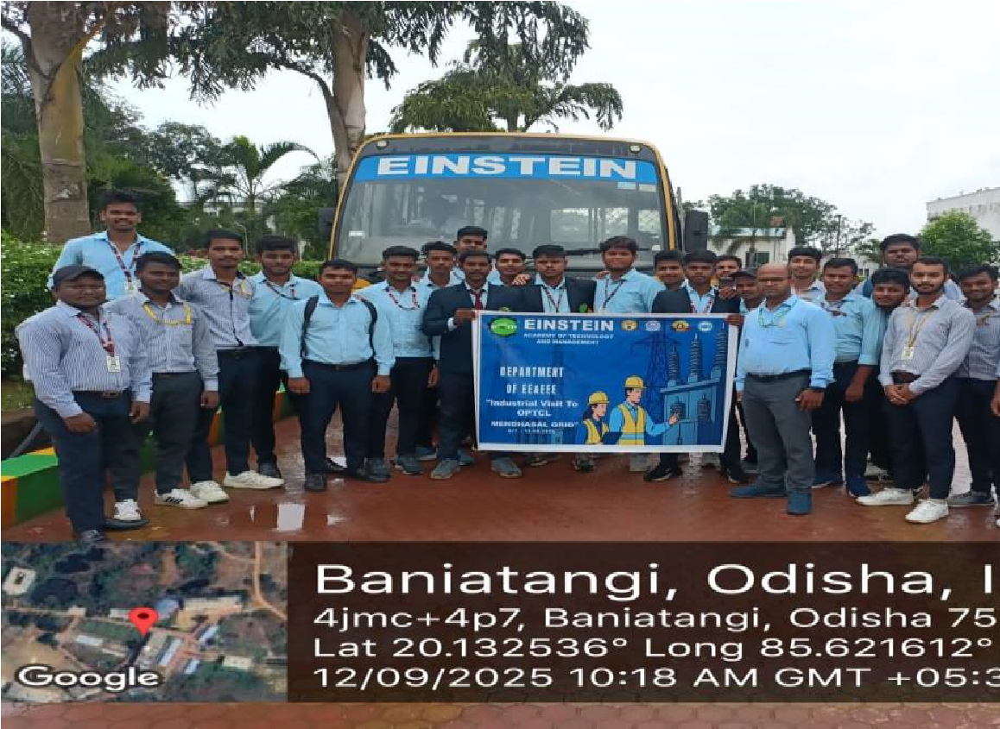 EINSTEIN
EINSTEIN
ACADEMY OF TECHNOLOGY
AND MANAGEMENT
DEPARTMENT
OF EE&EEE
"Industrial Visit To
OPTCL
MENDHASAL GRID"
Baniatangi, Odisha, I
4jmc+4p7, Baniatangi, Odisha 75
Lat 20.132536° Long 85.621612°
12/09/2025 10:18 AM GMT +05:3
Google